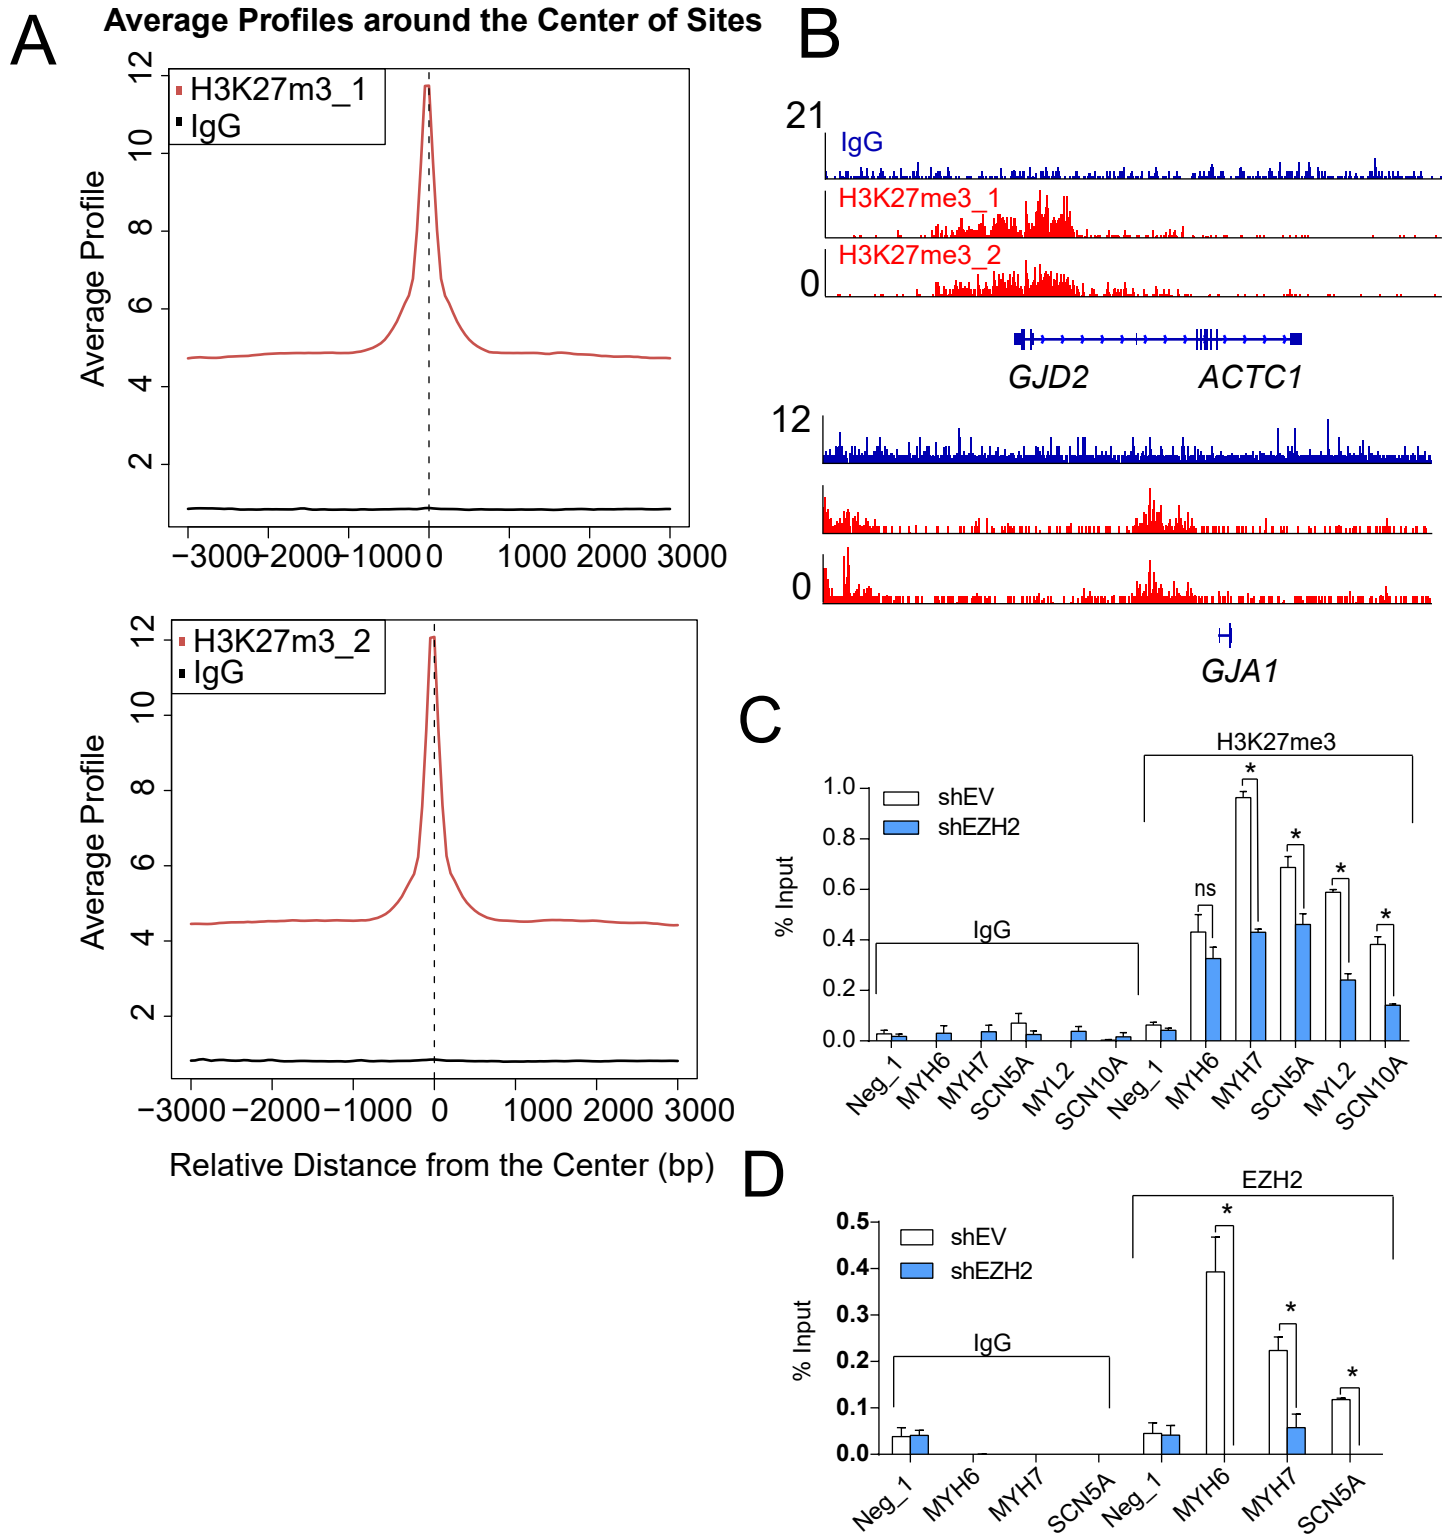 A
Average Profiles around the Center of Sites
12
10
8
6
4
2
Average Profile
H3K27m3_1
IgG
−3000 −2000 −1000 0 1000 2000 3000
12
10
8
6
4
2
Average Profile
H3K27m3_2
IgG
−3000 −2000 −1000 0 1000 2000 3000
Relative Distance from the Center (bp)
B
21
IgG
H3K27me3_1
H3K27me3_2
0
GJD2 ACTC1
12
0
GJA1
C
H3K27me3
shEV
shEZH2
IgG
ns * * * *
% Input
1.0
0.8
0.6
0.4
0.2
0.0
Neg_1 MYH6 MYH7 SCN5A MYL2 SCN10A Neg_1 MYH6 MYH7 SCN5A MYL2 SCN10A
D
EZH2
shEV
shEZH2
IgG
* * *
% Input
0.5
0.4
0.3
0.2
0.1
0.0
Neg_1 MYH6 MYH7 SCN5A Neg_1 MYH6 MYH7 SCN5A